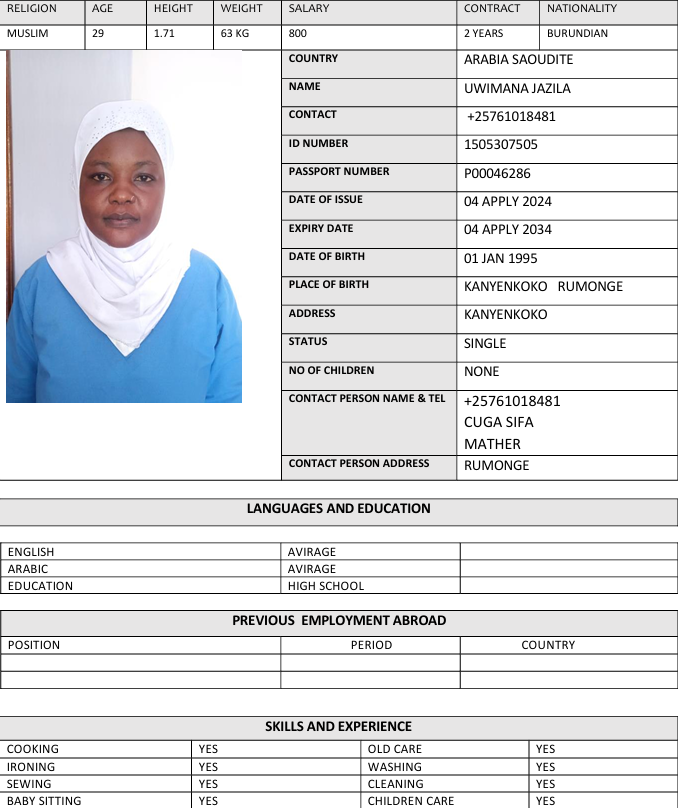 RELIGION AGE HEIGHT WEIGHT SALARY CONTRACT NATIONALITY
MUSLIM 29 1.71 63 KG 800 2 YEARS BURUNDIAN
COUNTRY ARABIA SAOUDITE
NAME UWIMANA JAZILA
CONTACT +25761018481
ID NUMBER 1505307505
PASSPORT NUMBER P00046286
DATE OF ISSUE 04 APPLY 2024
EXPIRY DATE 04 APPLY 2034
DATE OF BIRTH 01 JAN 1995
PLACE OF BIRTH KANYENKOKO RUMONGE
ADDRESS KANYENKOKO
STATUS SINGLE
NO OF CHILDREN NONE
CONTACT PERSON NAME & TEL +25761018481
CUGA SIFA
MATHER
CONTACT PERSON ADDRESS RUMONGE
LANGUAGES AND EDUCATION
ENGLISH AVIRAGE
ARABIC AVIRAGE
EDUCATION HIGH SCHOOL
PREVIOUS EMPLOYMENT ABROAD
POSITION PERIOD COUNTRY
SKILLS AND EXPERIENCE
COOKING YES OLD CARE YES
IRONING YES WASHING YES
SEWING YES CLEANING YES
BABY SITTING YES CHILDREN CARE YES